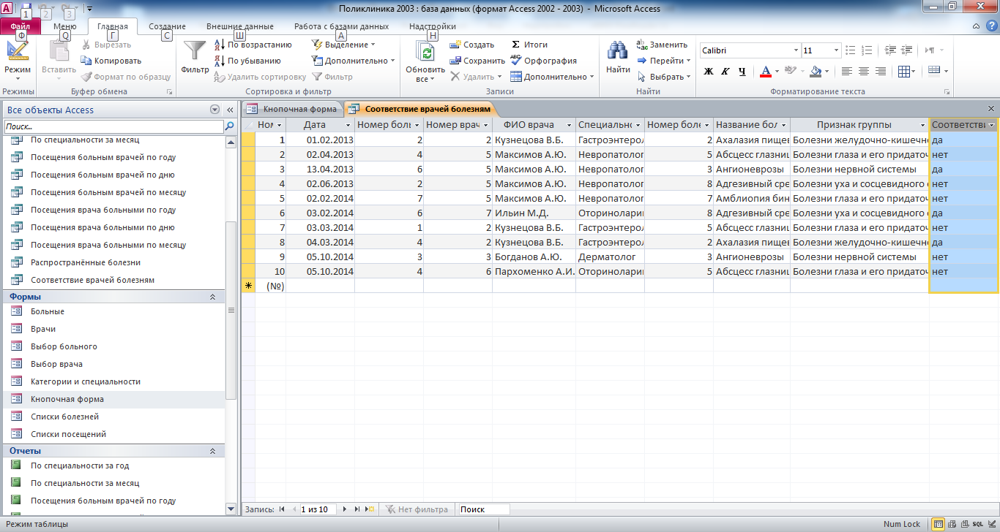 Поликлиника 2003 : база данных (формат Access 2002 - 2003) - Microsoft Access
1 2 3
Файл Меню Главная Создание Внешние данные Работа с базами данных Надстройки
Ф Q Г С Ш А Н
Режим
Режимы
Вставить
Вырезать
Копировать
Формат по образцу
Буфер обмена
Фильтр
По возрастанию
По убыванию
Удалить сортировку
Выделение
Дополнительно
Фильтр
Сортировка и фильтр
Обновить
все
Создать
Сохранить
Удалить
Итоги
Орфография
Дополнительно
Записи
Найти
Заменить
Перейти
Выбрать
Найти
Calibri 11
Ж К Ч
Форматирование текста
Все объекты Access
Поиск...
По специальности за месяц
Посещения больным врачей по году
Посещения больным врачей по дню
Посещения больным врачей по месяцу
Посещения врача больными по году
Посещения врача больными по дню
Посещения врача больными по месяцу
Распространённые болезни
Соответствие врачей болезням
Формы
Больные
Врачи
Выбор больного
Выбор врача
Категории и специальности
Кнопочная форма
Списки болезней
Списки посещений
Отчеты
По специальности за год
По специальности за месяц
Посещения больным врачей по году
Кнопочная форма Соответствие врачей болезням
Ном Дата Номер боль Номер врач ФИО врача Специально Номер боле Название бол Признак группы Соответстви
1 01.02.2013 2 2 Кузнецова В.Б. Гастроэнтерол 2 Ахалазия пищев Болезни желудочно-кишечно да
2 02.04.2013 4 5 Максимов А.Ю. Невропатолог 5 Абсцесс глазниц Болезни глаза и его придаточ нет
3 13.04.2013 6 5 Максимов А.Ю. Невропатолог 3 Ангионеврозы Болезни нервной системы да
4 02.06.2013 2 5 Максимов А.Ю. Невропатолог 8 Адгезивный сре Болезни уха и сосцевидного о нет
5 02.02.2014 7 5 Максимов А.Ю. Невропатолог 7 Амблиопия бин Болезни глаза и его придаточ нет
6 03.02.2014 6 7 Ильин М.Д. Оториноларин 8 Адгезивный сре Болезни уха и сосцевидного о да
7 03.03.2014 1 2 Кузнецова В.Б. Гастроэнтерол 5 Абсцесс глазниц Болезни глаза и его придаточ нет
8 04.03.2014 4 2 Кузнецова В.Б. Гастроэнтерол 2 Ахалазия пищев Болезни желудочно-кишечно да
9 05.10.2014 3 3 Богданов А.Ю. Дерматолог 3 Ангионеврозы Болезни нервной системы нет
10 05.10.2014 4 6 Пархоменко А.И. Оториноларин 5 Абсцесс глазниц Болезни глаза и его придаточ нет
(№)
Запись: 1 из 10 Нет фильтра Поиск
Режим таблицы Num Lock SQL